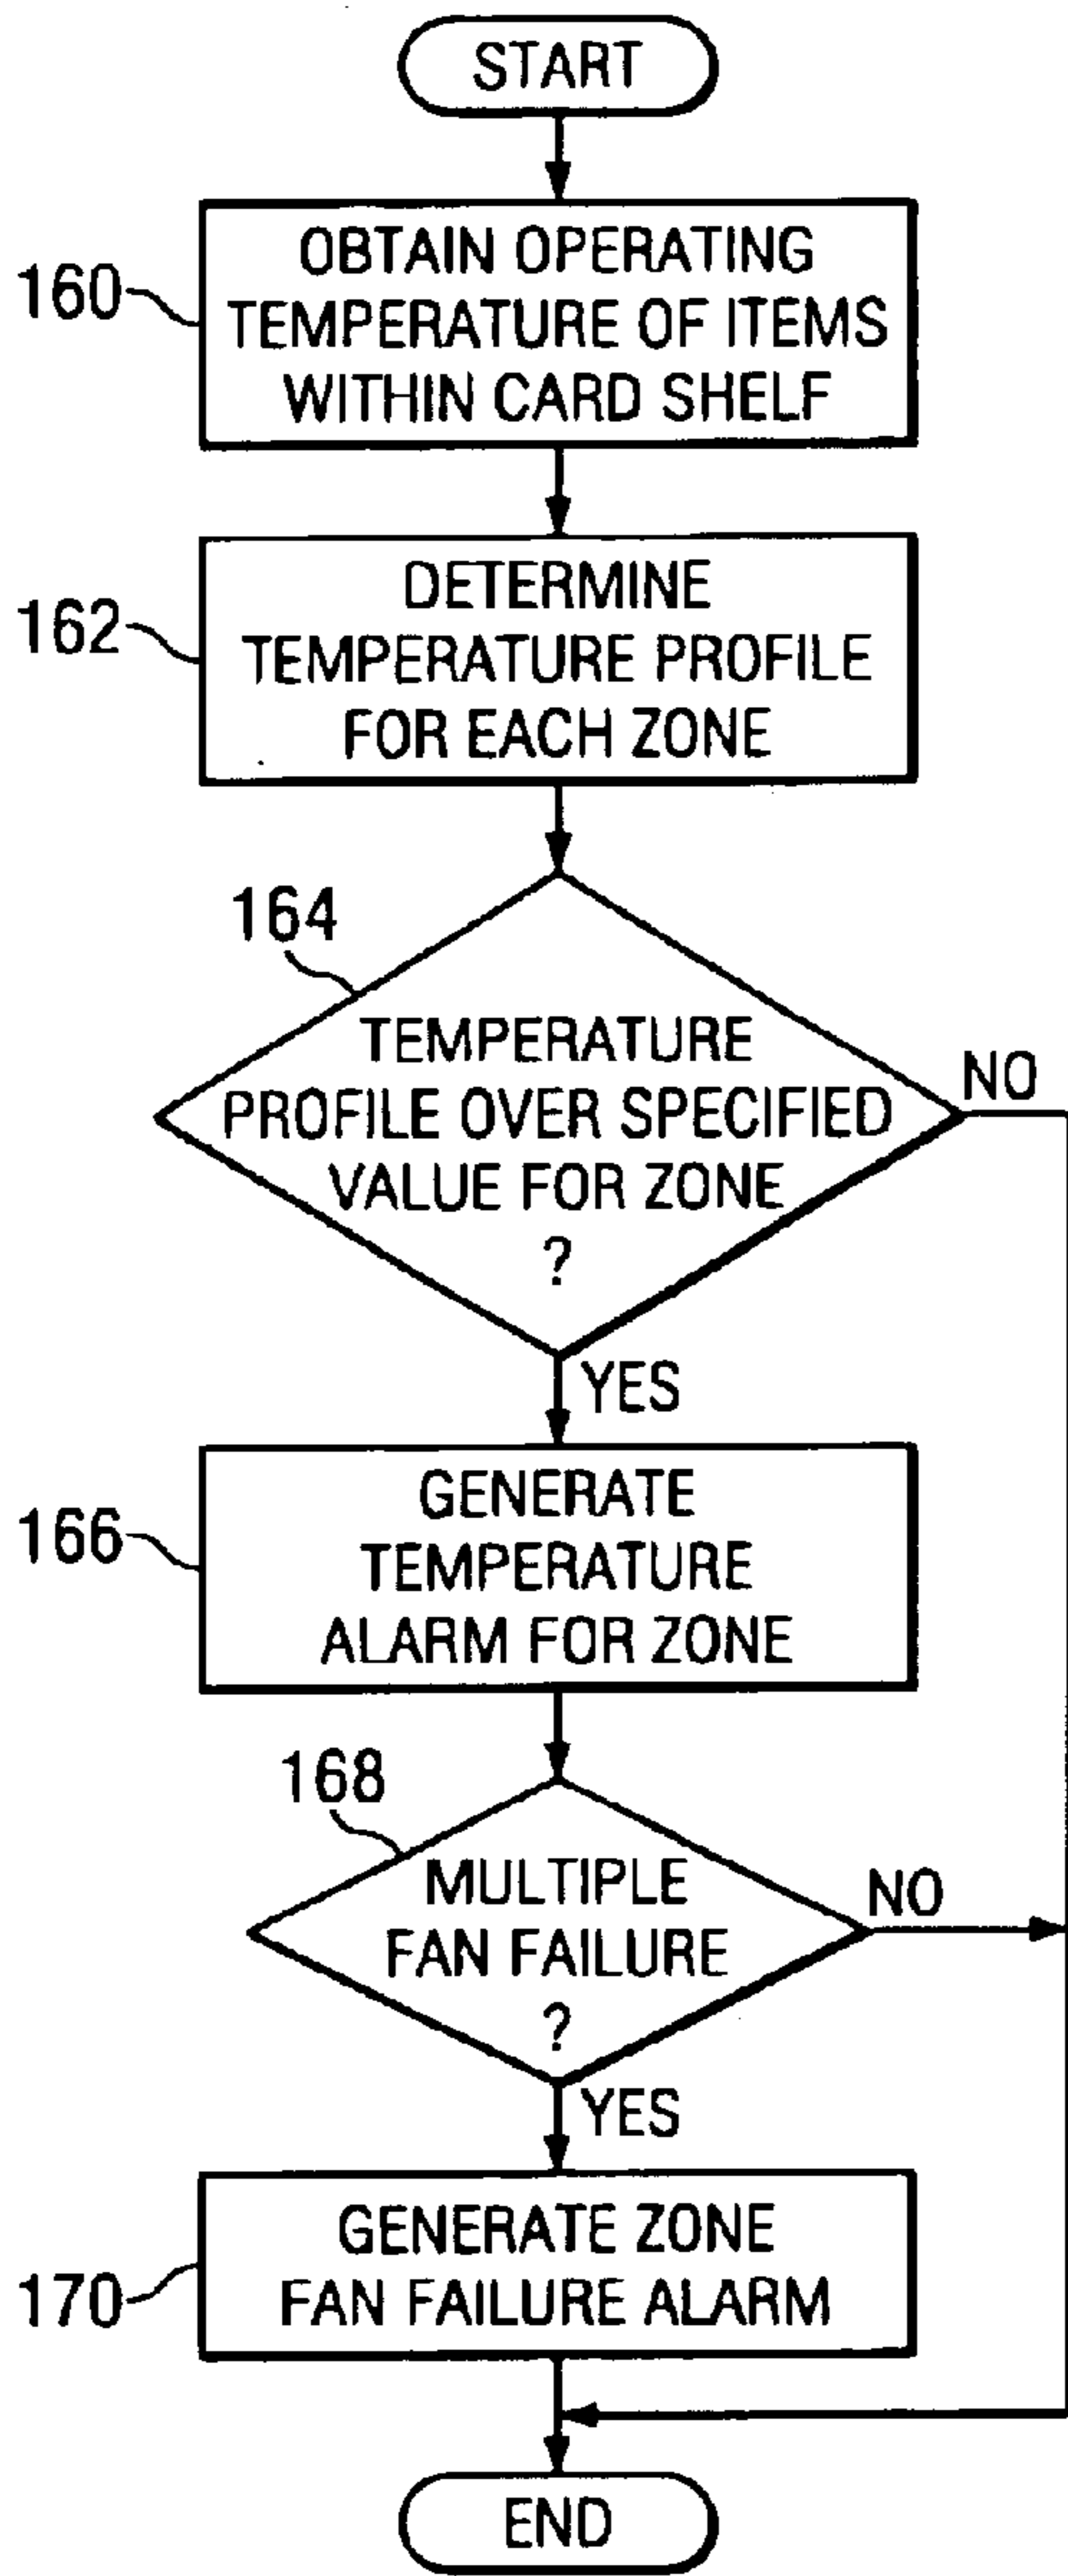 START
160
OBTAIN OPERATING
TEMPERATURE OF ITEMS
WITHIN CARD SHELF
162
DETERMINE
TEMPERATURE PROFILE
FOR EACH ZONE
164
TEMPERATURE
PROFILE OVER SPECIFIED
VALUE FOR ZONE
?
NO
YES
166
GENERATE
TEMPERATURE
ALARM FOR ZONE
168
MULTIPLE
FAN FAILURE
?
NO
YES
170
GENERATE ZONE
FAN FAILURE ALARM
END